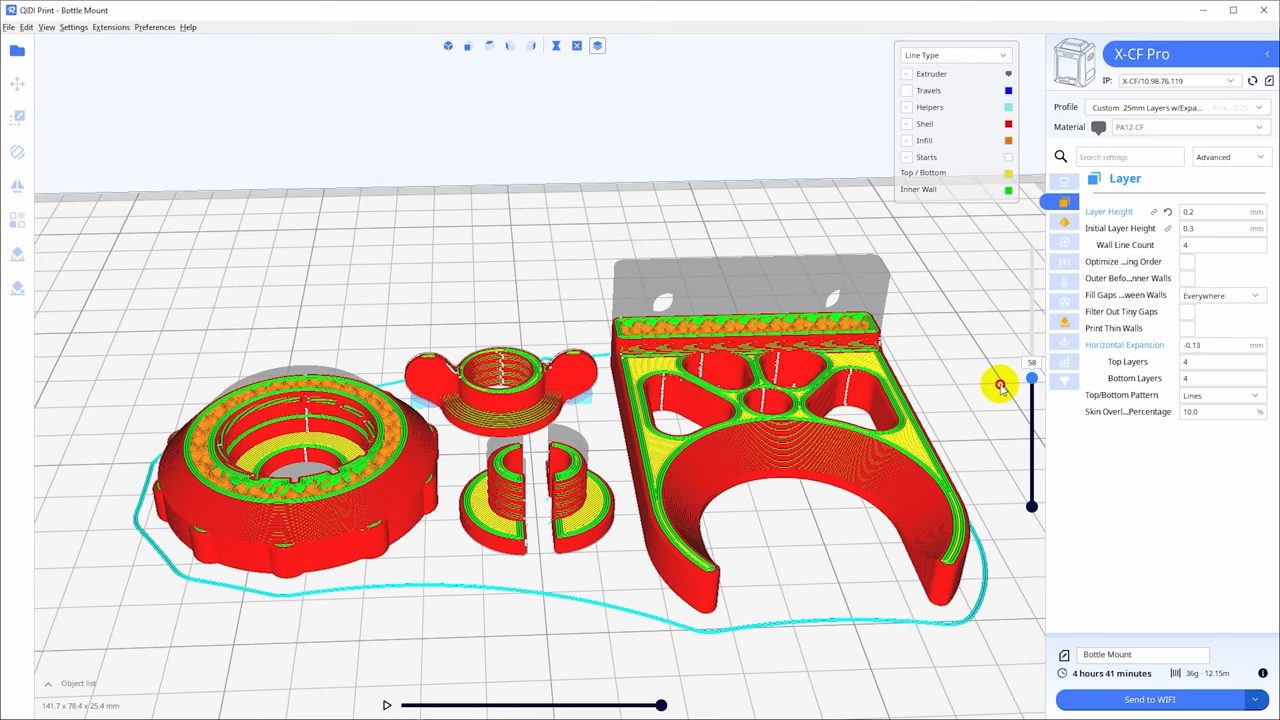 QIDI Print - Bottle Mount
File Edit View Settings Extensions Preferences Help
Line Type
Extruder
Travels
Helpers
Shell
Infill
Starts
Top / Bottom
Inner Wall
58
Object list
141.7 x 78.4 x 25.4 mm
X-CF Pro
IP: X-CF/10.98.76.119
Profile Custom .25mm Layers w/Expa... Fine - 0.25
Material PA12-CF
Search settings Advanced
Layer
Layer Height 0.2 mm
Initial Layer Height 0.3 mm
Wall Line Count 4
Optimize ...ing Order
Outer Befo...nner Walls
Fill Gaps ...ween Walls Everywhere
Filter Out Tiny Gaps
Print Thin Walls
Horizontal Expansion -0.13 mm
Top Layers 4
Bottom Layers 4
Top/Bottom Pattern Lines
Skin Overl...Percentage 10.0 %
Bottle Mount
4 hours 41 minutes 36g · 12.15m
Send to WIFI